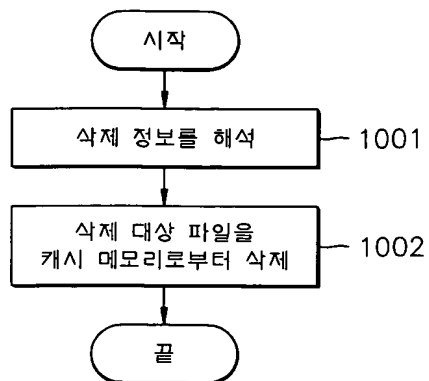 시작
삭제 정보를 해석
1001
삭제 대상 파일을
캐시 메모리로부터 삭제
1002
끝